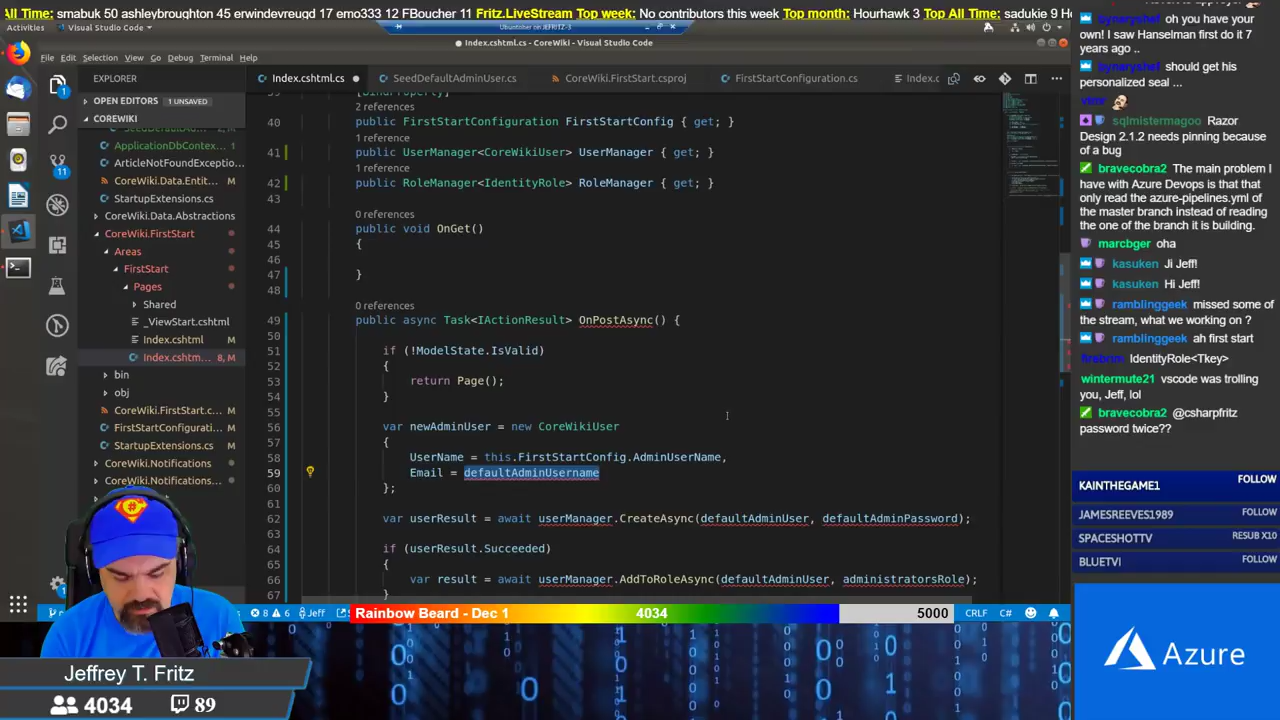 All Time: smabuk 50 ashleybroughton 45 erwindevreugd 17 emo333 12 FBoucher 11 Fritz.LiveStream Top week: No contributors this week Top month: Hourhawk 3 Top All Time: sadukie 9 Ho
Activities
Visual Studio Code
Index.cshtml.cs - CoreWiki - Visual Studio Code
File Edit Selection View Go Debug Terminal Help
EXPLORER
Index.cshtml.cs
SeedDefaultAdminUser.cs
CoreWiki.FirstStart.csproj
FirstStartConfiguration.cs
Index.c
OPEN EDITORS 1 UNSAVED
COREWIKI
ApplicationDbContex...
ArticleNotFoundException...
CoreWiki.Data.Entit... M
StartupExtensions.cs M
CoreWiki.Data.Abstractions
CoreWiki.FirstStart
Areas
FirstStart
Pages
Shared
_ViewStart.cshtml
Index.cshtml M
Index.cshtm... 8, M
bin
obj
CoreWiki.FirstStart.c... M
FirstStartConfigurati... M
StartupExtensions.cs M
CoreWiki.Notifications
CoreWiki.Notifications...
[BindProperty]
2 references
40 public FirstStartConfiguration FirstStartConfig { get; }
1 reference
41 public UserManager<CoreWikiUser> UserManager { get; }
1 reference
42 public RoleManager<IdentityRole> RoleManager { get; }
43
0 references
44 public void OnGet()
45 {
46
47 }
48
0 references
49 public async Task<IActionResult> OnPostAsync() {
50
51 if (!ModelState.IsValid)
52 {
53 return Page();
54 }
55
56 var newAdminUser = new CoreWikiUser
57 {
58 UserName = this.FirstStartConfig.AdminUserName,
59 Email = defaultAdminUsername
60 };
61
62 var userResult = await userManager.CreateAsync(defaultAdminUser, defaultAdminPassword);
63
64 if (userResult.Succeeded)
65 {
66 var result = await userManager.AddToRoleAsync(defaultAdminUser, administratorsRole);
67
8 6 Jeff
Rainbow Beard - Dec 1 4034 5000
CRLF C#
Jeffrey T. Fritz
4034 89
oh you have your own! I saw Hanselman first do it 7
years ago ..
should get his
personalized seal ...
sqlmistermagoo Razor
Design 2.1.2 needs pinning because
of a bug
bravecobra2 The main problem I
have with Azure Devops is that that
only read the azure-pipelines.yml of
the master branch instead of reading
the one of the branch it is building.
marcbger oha
kasuken Ji Jeff!
kasuken Hi Jeff!
ramblinggeek missed some of
the stream, what we working on ?
ramblinggeek ah first start
IdentityRole<Tkey>
wintermute21 vscode was trolling
you, Jeff, lol
bravecobra2 @csharpfritz
password twice??
KAINTHEGAME1 FOLLOW
JAMESREEVES1989 FOLLOW
SPACESHOTTV RESUB X10
BLUETVI FOLLOW
Azure